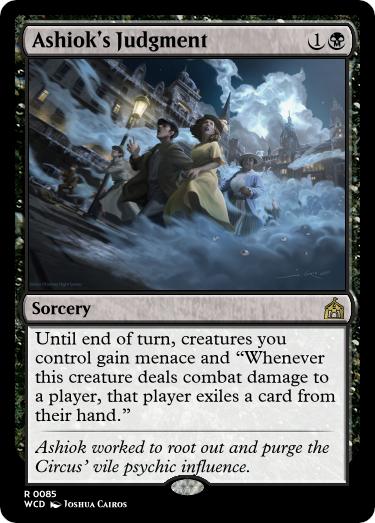 Ashiok's Judgment 1
Sorcery
Until end of turn, creatures you
control gain menace and “Whenever
this creature deals combat damage to
a player, that player exiles a card from
their hand.”
Ashiok worked to root out and purge the
Circus' vile psychic influence.
R 0085
WCD Joshua Cairos